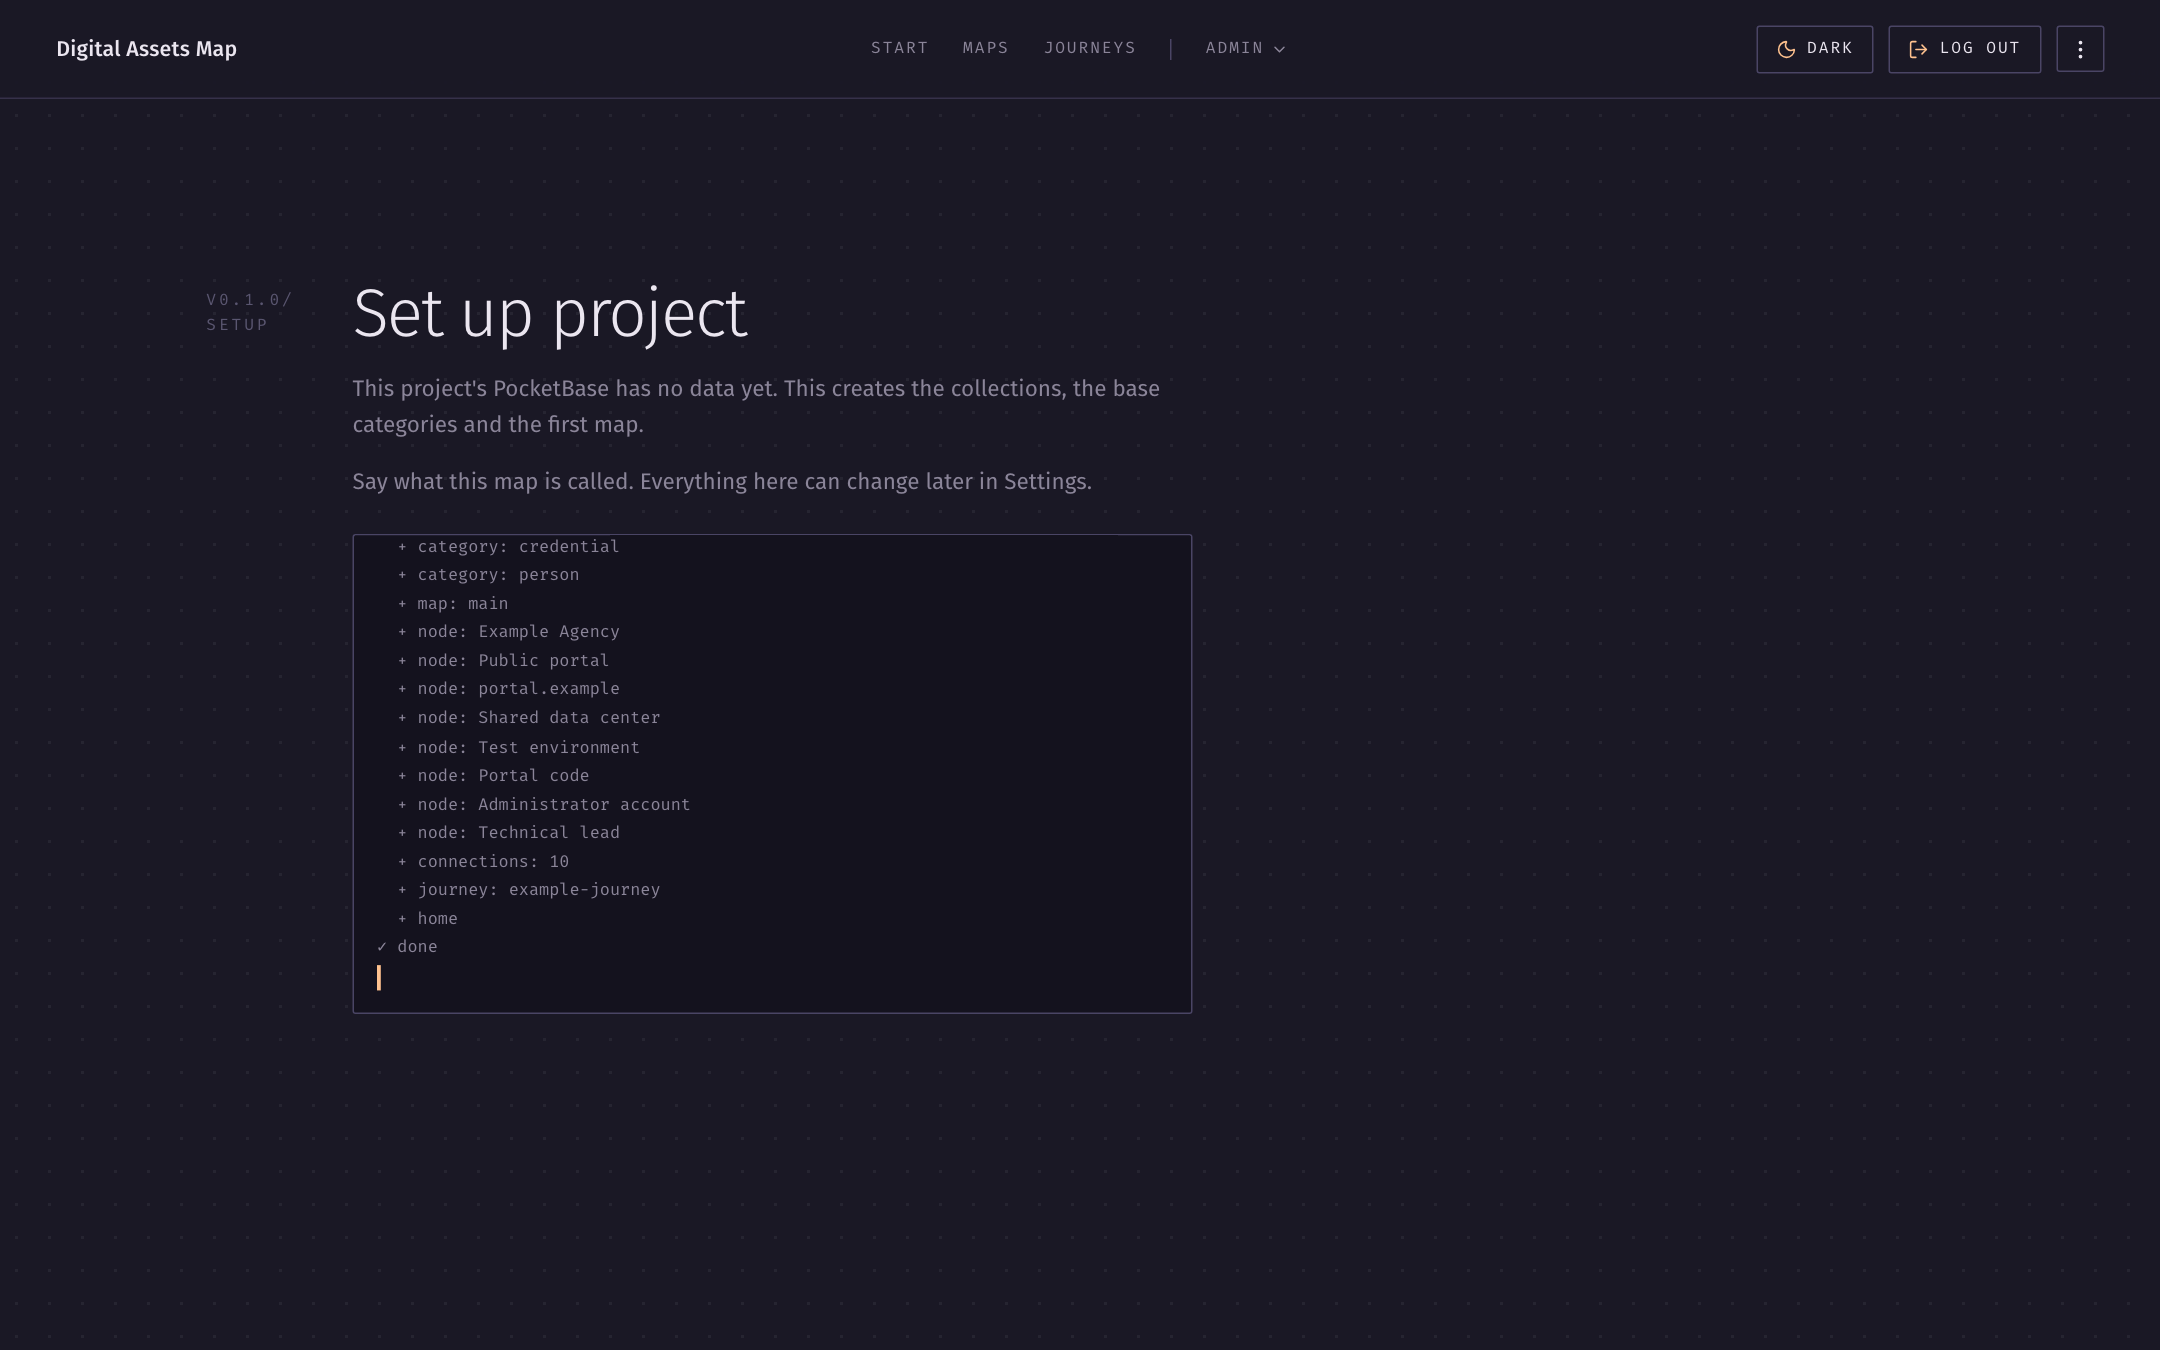 Digital Assets Map
START MAPS JOURNEYS | ADMIN
DARK
LOG OUT
V0.1.0/
SETUP
Set up project
This project's PocketBase has no data yet. This creates the collections, the base
categories and the first map.
Say what this map is called. Everything here can change later in Settings.
+ category: credential
+ category: person
+ map: main
+ node: Example Agency
+ node: Public portal
+ node: portal.example
+ node: Shared data center
+ node: Test environment
+ node: Portal code
+ node: Administrator account
+ node: Technical lead
+ connections: 10
+ journey: example-journey
+ home
✓ done